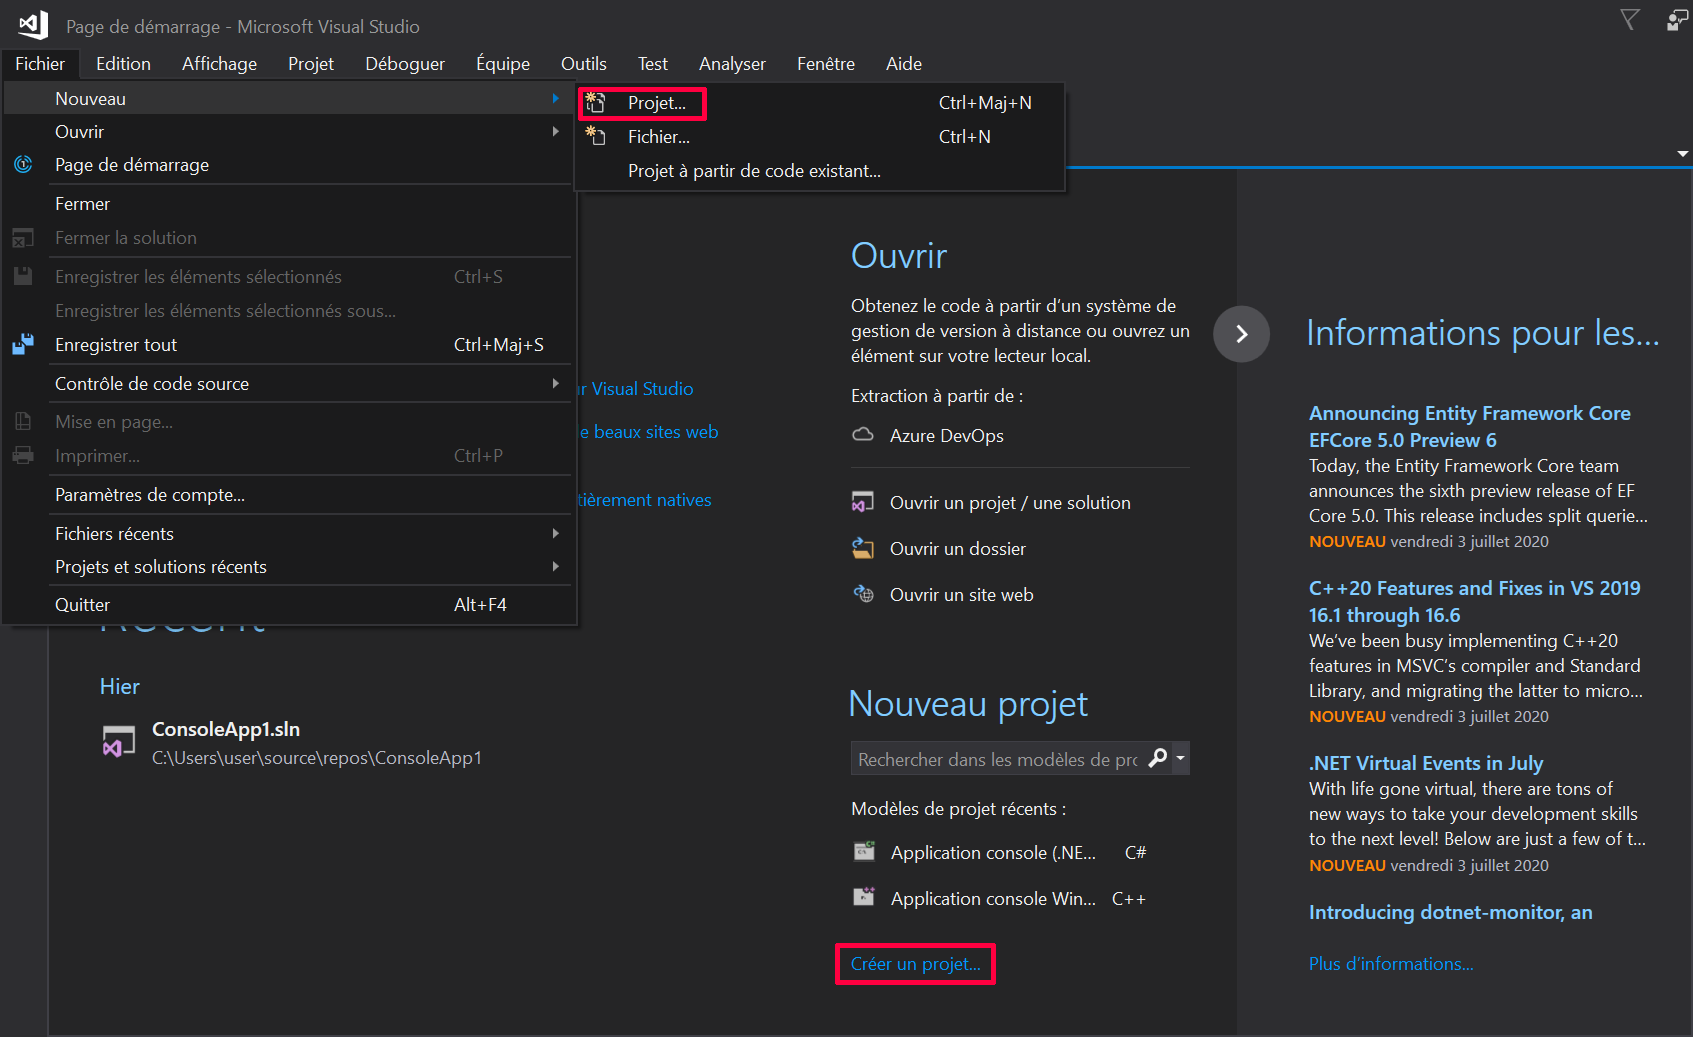 Page de démarrage - Microsoft Visual Studio
Fichier Edition Affichage Projet Déboguer Équipe Outils Test Analyser Fenêtre Aide
Nouveau
Ouvrir
Page de démarrage
Fermer
Fermer la solution
Enregistrer les éléments sélectionnés Ctrl+S
Enregistrer les éléments sélectionnés sous...
Enregistrer tout Ctrl+Maj+S
Contrôle de code source
Mise en page...
Imprimer... Ctrl+P
Paramètres de compte...
Fichiers récents
Projets et solutions récents
Quitter Alt+F4
Projet... Ctrl+Maj+N
Fichier... Ctrl+N
Projet à partir de code existant...
Visual Studio
beaux sites web
natives
Hier
ConsoleApp1.sln
C:\Users\user\source\repos\ConsoleApp1
Ouvrir
Obtenez le code à partir d'un système de
gestion de version à distance ou ouvrez un
élément sur votre lecteur local.
Extraction à partir de :
Azure DevOps
Ouvrir un projet / une solution
Ouvrir un dossier
Ouvrir un site web
Nouveau projet
Rechercher dans les modèles de prc
Modèles de projet récents :
Application console (.NE... C#
Application console Win... C++
Créer un projet...
Informations pour les...
Announcing Entity Framework Core
EFCore 5.0 Preview 6
Today, the Entity Framework Core team
announces the sixth preview release of EF
Core 5.0. This release includes split querie...
NOUVEAU vendredi 3 juillet 2020
C++20 Features and Fixes in VS 2019
16.1 through 16.6
We've been busy implementing C++20
features in MSVC's compiler and Standard
Library, and migrating the latter to micro...
NOUVEAU vendredi 3 juillet 2020
.NET Virtual Events in July
With life gone virtual, there are tons of
new ways to take your development skills
to the next level! Below are just a few of t...
NOUVEAU vendredi 3 juillet 2020
Introducing dotnet-monitor, an
Plus d'informations...